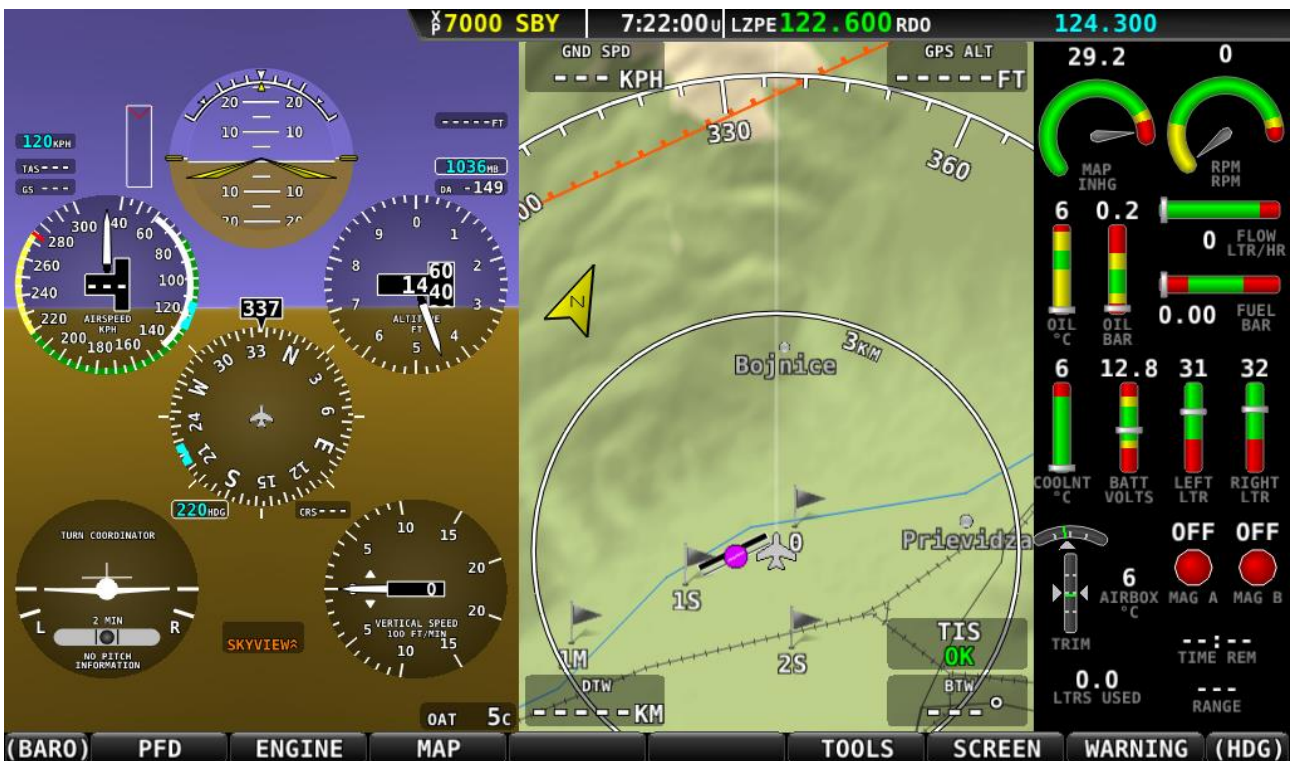 XP 7000 SBY
7:22:00U
LZPE 122.600 RDO
124.300
20 20
10 10
10 10
20 20
120KPH
TAS---
GS ---
-----FT
1036MB
DA -149
300 40 60
280 80
260 100
240 120
220 140
200 180 160
AIRSPEED
KPH
---
0
9 1
8 2
7 3
6 5 4
14 60
40
ALTITUDE
FT
337
33 N 3 6 E 12 15 S 21 24 W 30
220HDG
CRS---
TURN COORDINATOR
L R
2 MIN
NO PITCH
INFORMATION
SKYVIEW
10 15
5 20
0
5 20
10 15
VERTICAL SPEED
100 FT/MIN
OAT 5C
GND SPD
---KPH
GPS ALT
-----FT
330
360
00
N
Bojnice
3KM
Prievidza
0
1S
1M
2S
TIS
OK
DTW
-----KM
BTW
---°
29.2 0
MAP
INHG
RPM
RPM
6 0.2
OIL
°C
OIL
BAR
0 FLOW
LTR/HR
0.00 FUEL
BAR
6 12.8 31 32
COOLNT
°C
BATT
VOLTS
LEFT
LTR
RIGHT
LTR
TRIM
6
AIRBOX
°C
OFF OFF
MAG A MAG B
--:--
TIME REM
0.0
LTRS USED
---
RANGE
(BARO) PFD ENGINE MAP TOOLS SCREEN WARNING (HDG)